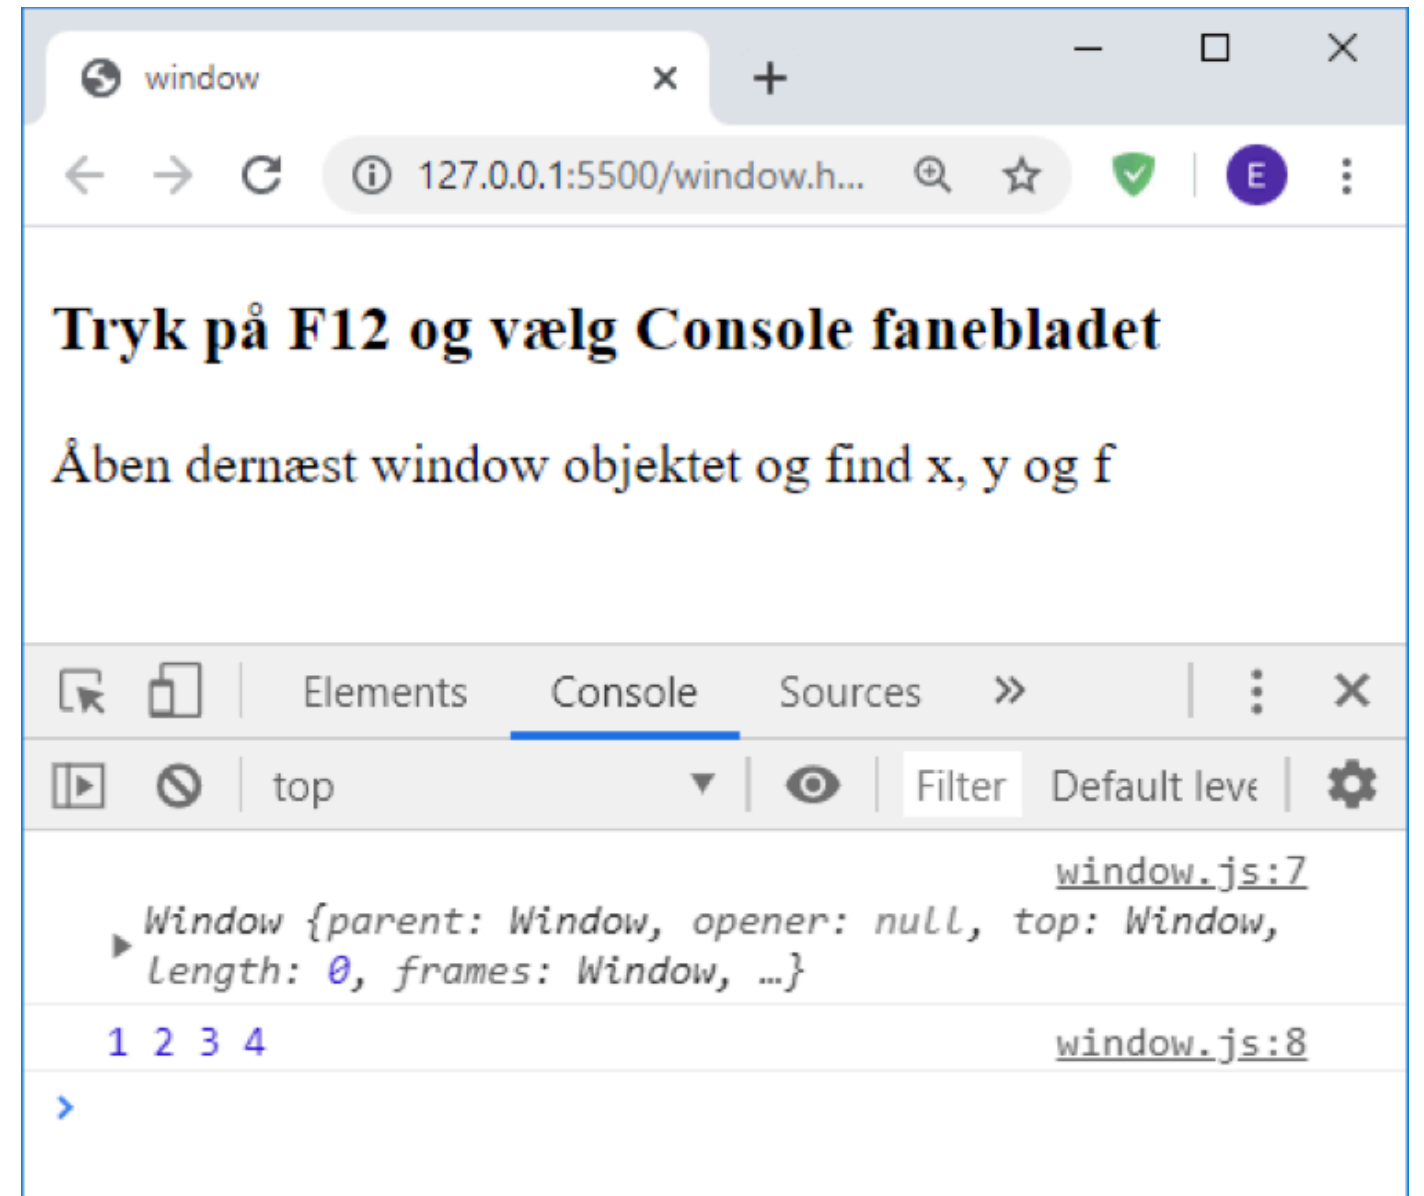 window
127.0.0.1:5500/window.h...
E
Tryk på F12 og vælg Console fanebladet
Åben dernæst window objektet og find x, y og f
Elements Console Sources »
top Filter Default leve
window.js:7
Window {parent: Window, opener: null, top: Window,
length: 0, frames: Window, …}
1 2 3 4 window.js:8